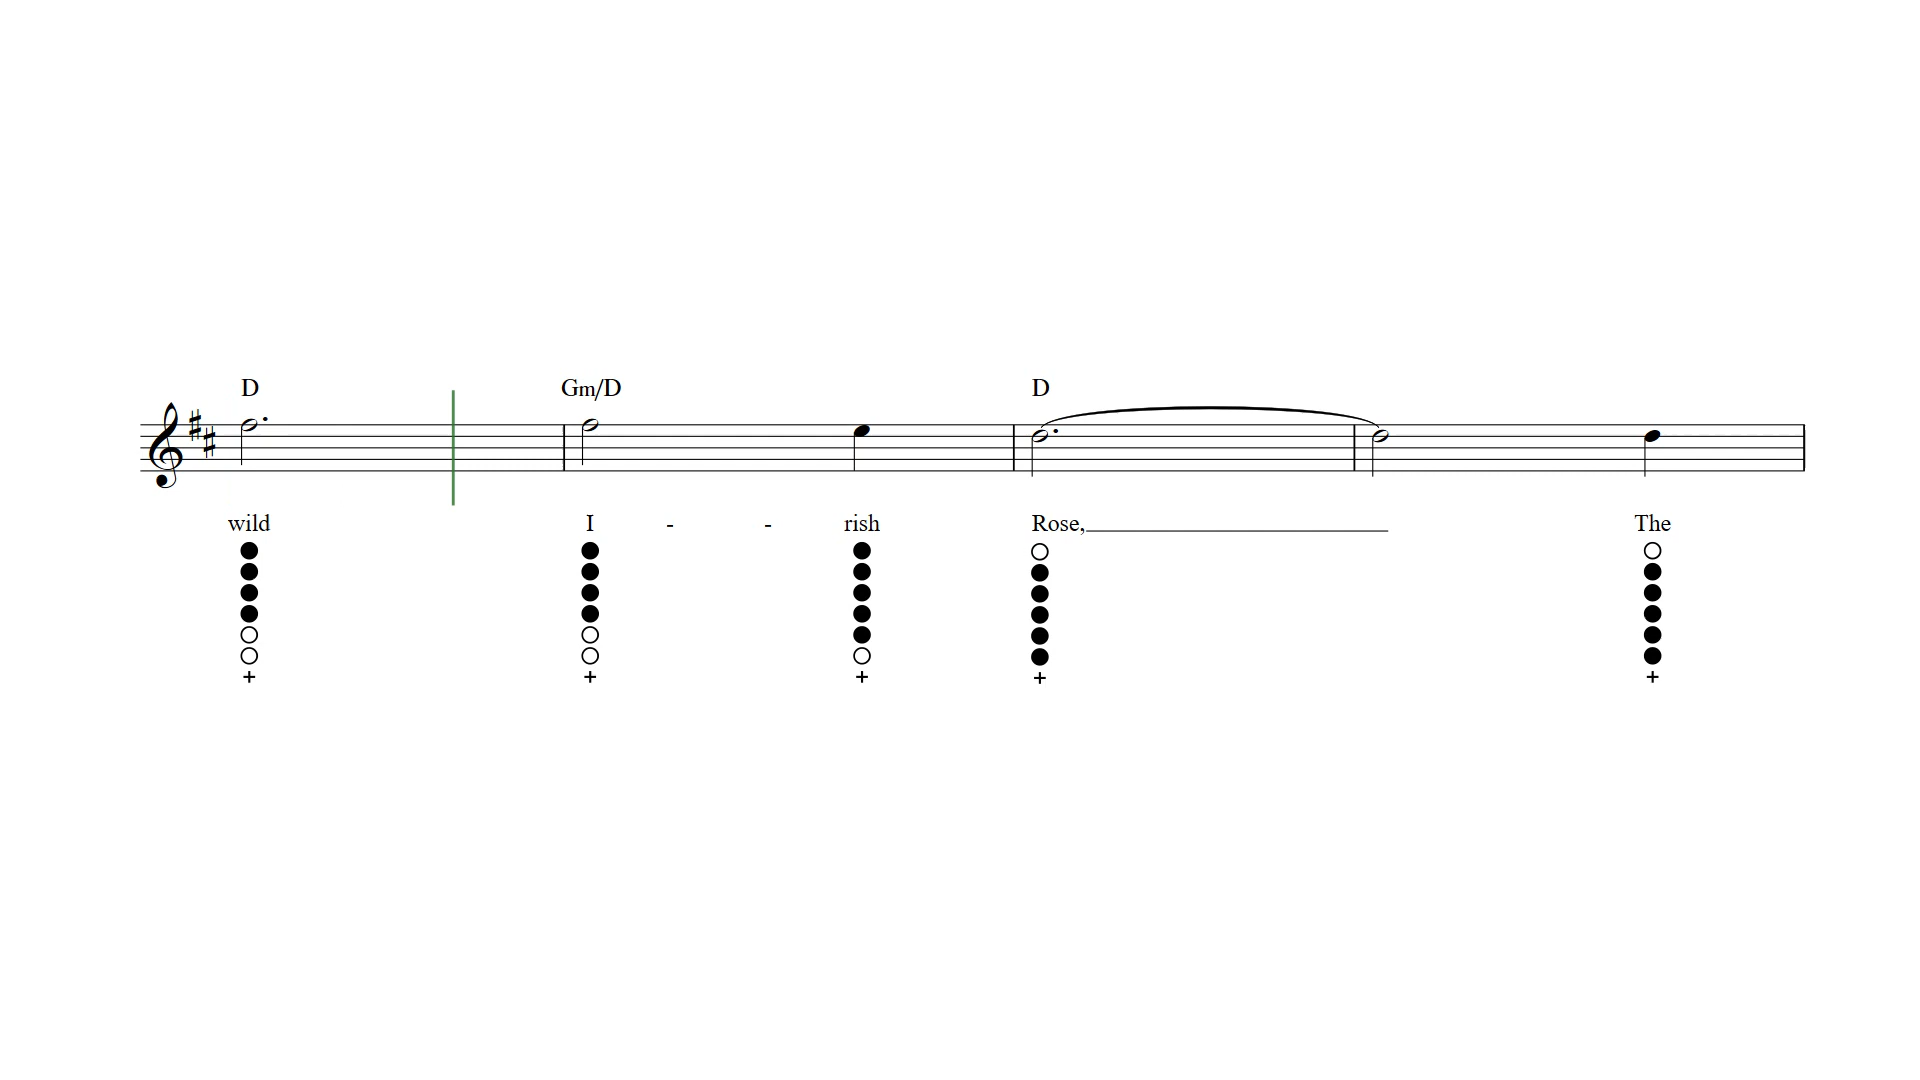 D Gm/D D
wild I - - rish Rose, The
+ + + + +